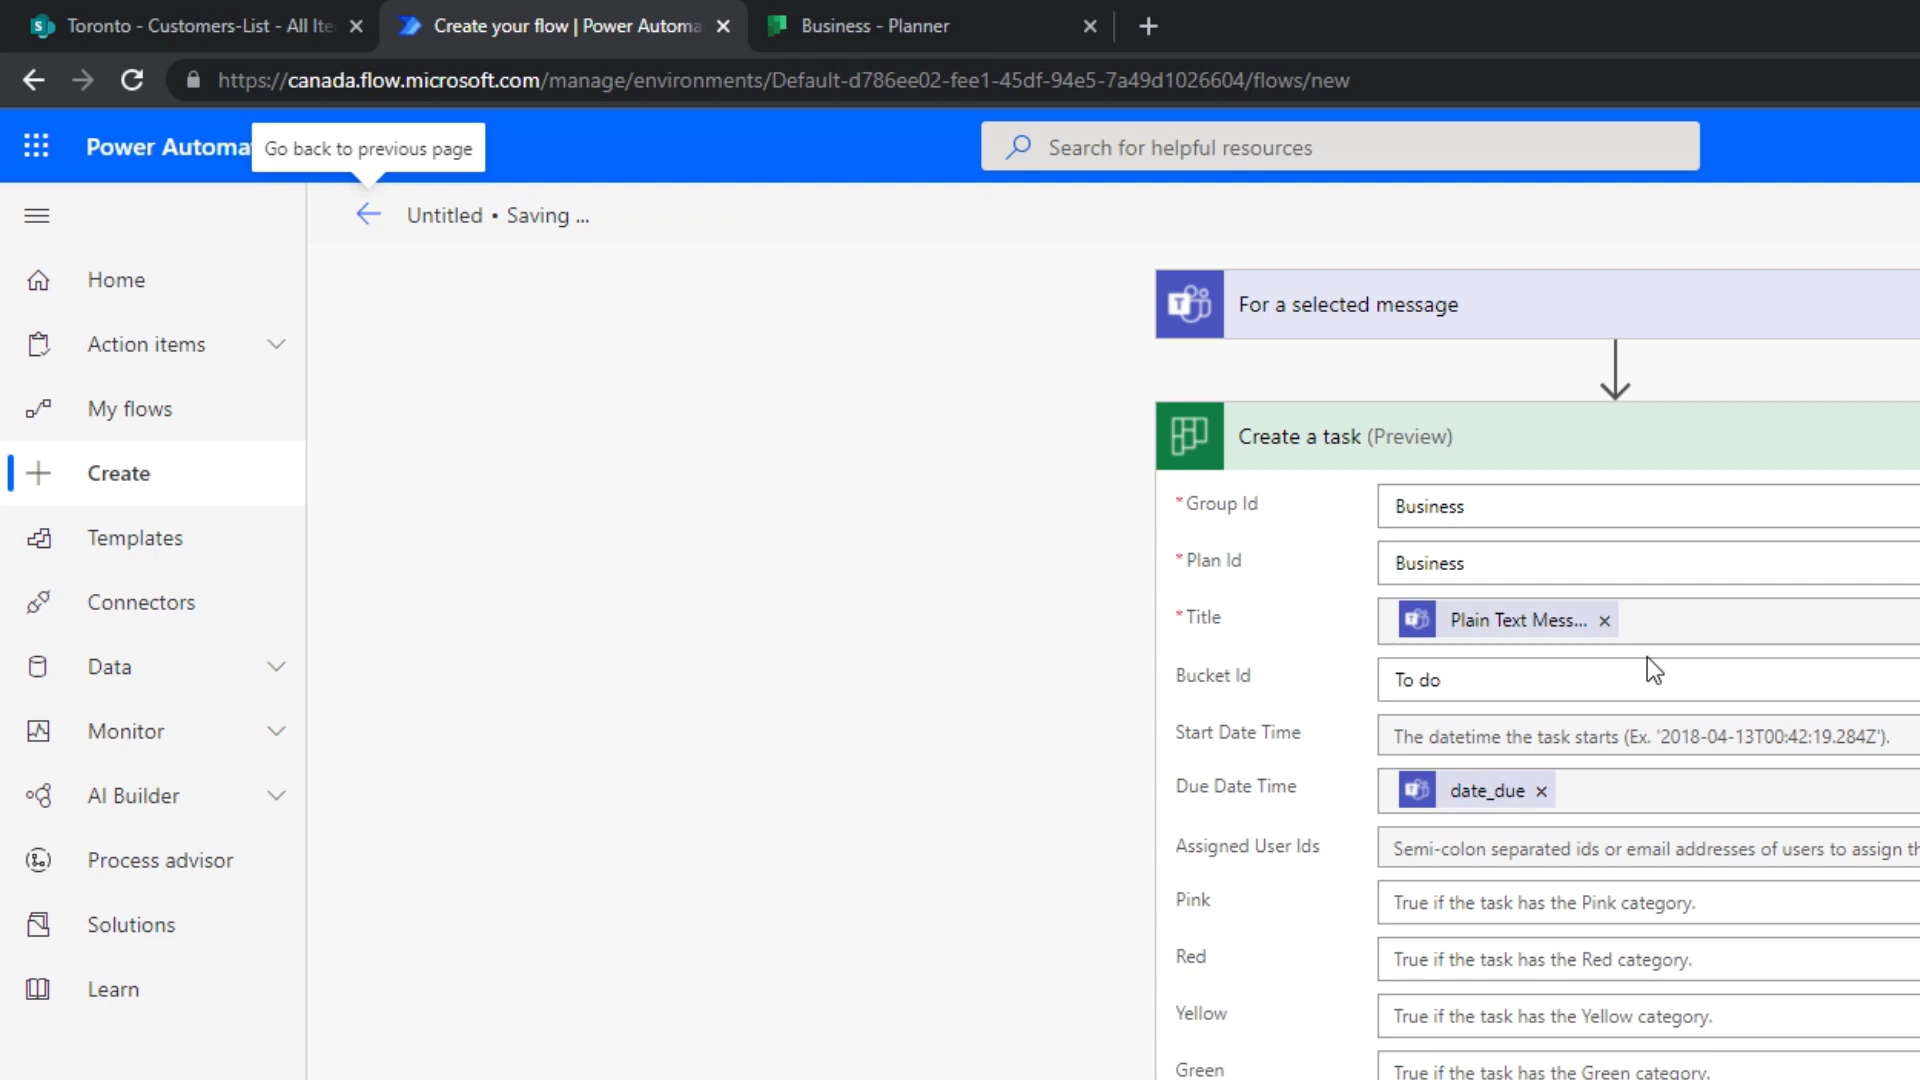 Toronto - Customers-List - All Ite
Create your flow | Power Automa
Business - Planner
https://canada.flow.microsoft.com/manage/environments/Default-d786ee02-fee1-45df-94e5-7a49d1026604/flows/new
Power Automa
Go back to previous page
Search for helpful resources
Untitled • Saving ...
Home
Action items
My flows
Create
Templates
Connectors
Data
Monitor
AI Builder
Process advisor
Solutions
Learn
For a selected message
Create a task (Preview)
* Group Id
Business
* Plan Id
Business
* Title
Plain Text Mess...
Bucket Id
To do
Start Date Time
The datetime the task starts (Ex. '2018-04-13T00:42:19.284Z').
Due Date Time
date_due
Assigned User Ids
Semi-colon separated ids or email addresses of users to assign th
Pink
True if the task has the Pink category.
Red
True if the task has the Red category.
Yellow
True if the task has the Yellow category.
Green
True if the task has the Green category.